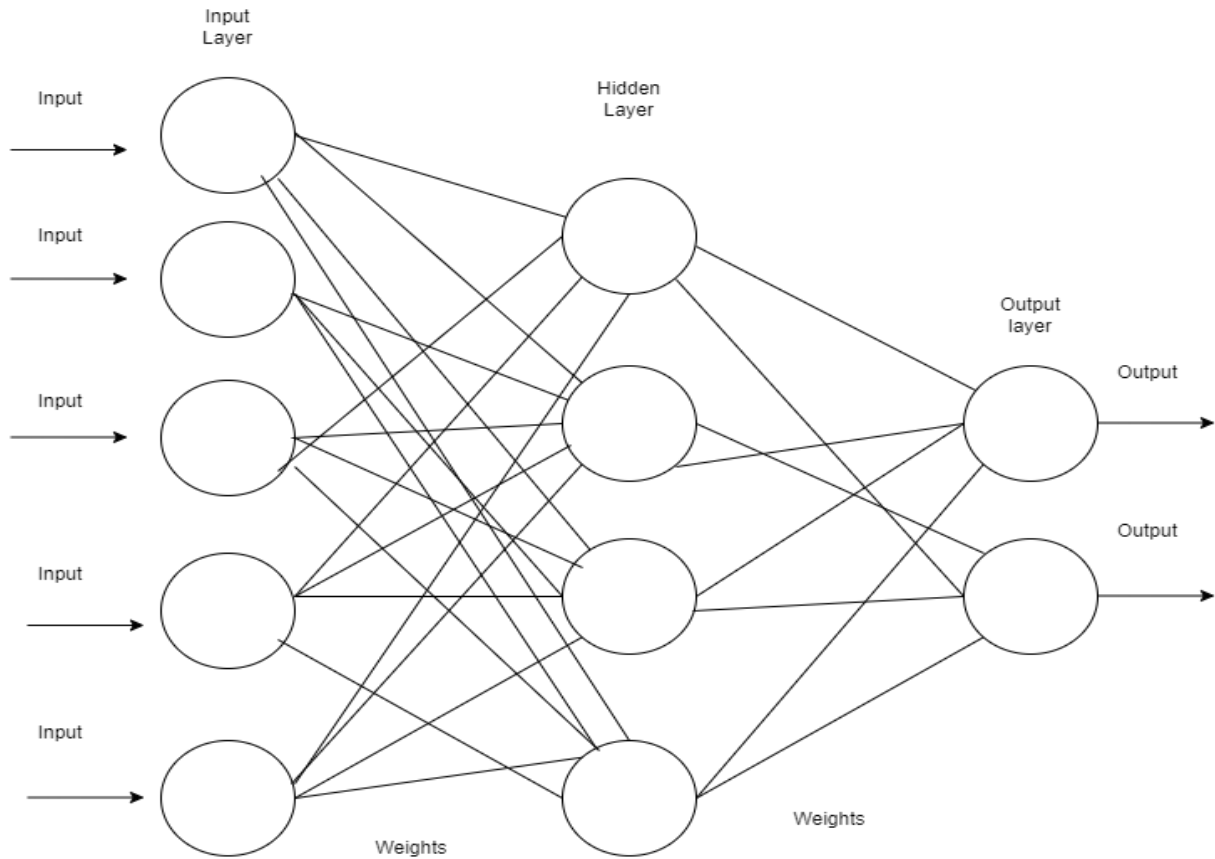 Input
Layer
Input
Hidden
Layer
Input
Output
layer
Output
Input
Output
Input
Input
Weights
Weights